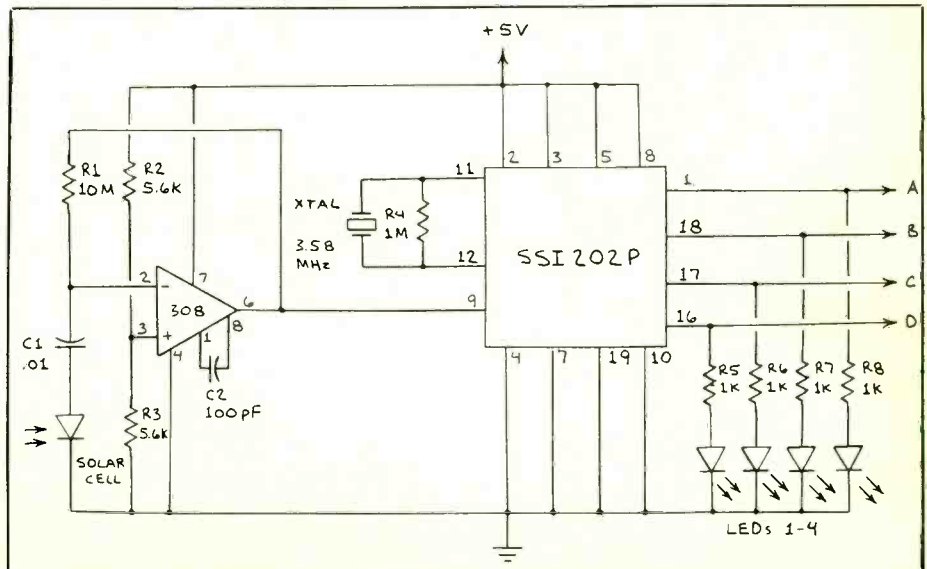 +5V
2 3 5 8
R1
10M
R2
5.6K
11
1
A
XTAL
R4
1M
3.58
MHz
18
B
SSI 202P
2
7
12
17
C
308
6
9
3
8
16
D
1
4
4 7 19 10
C1
.01
C2
100pF
R5
1K
R6
1K
R7
1K
R8
1K
R3
5.6K
SOLAR
CELL
LEDs 1-4
- +